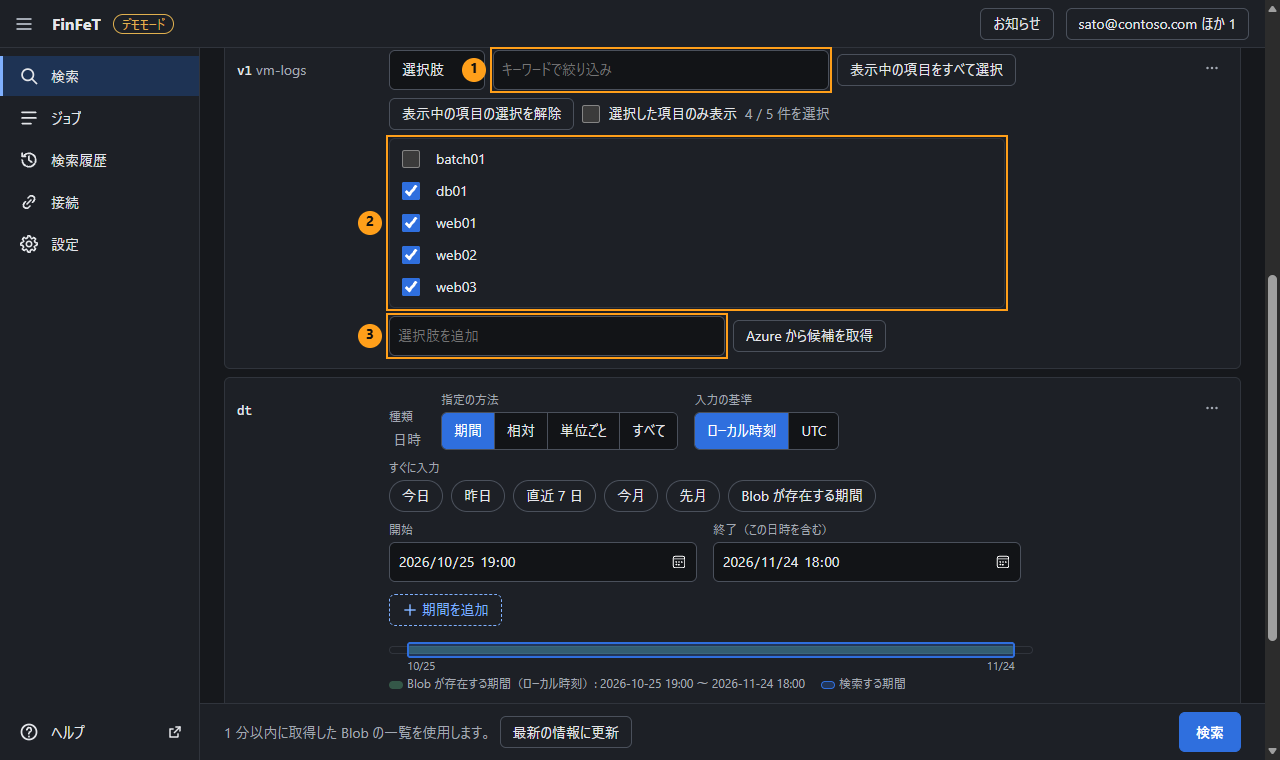 FinFeT デモモード お知らせ sato@contoso.com ほか 1
検索
ジョブ
検索履歴
接続
設定
ヘルプ
v1 vm-logs 選択肢 1 キーワードで絞り込み 表示中の項目をすべて選択 ...
表示中の項目の選択を解除 選択した項目のみ表示 4 / 5 件を選択
batch01
db01
2 web01
web02
web03
3 選択肢を追加 Azure から候補を取得
dt ...
種類 指定の方法 入力の基準
日時 期間 相対 単位ごと すべて ローカル時刻 UTC
すぐに入力
今日 昨日 直近 7 日 今月 先月 Blob が存在する期間
開始 終了（この日時を含む）
2026/10/25 19:00 2026/11/24 18:00
＋ 期間を追加
10/25 11/24
Blob が存在する期間（ローカル時刻）: 2026-10-25 19:00 ～ 2026-11-24 18:00 検索する期間
1 分以内に取得した Blob の一覧を使用します。 最新の情報に更新 検索